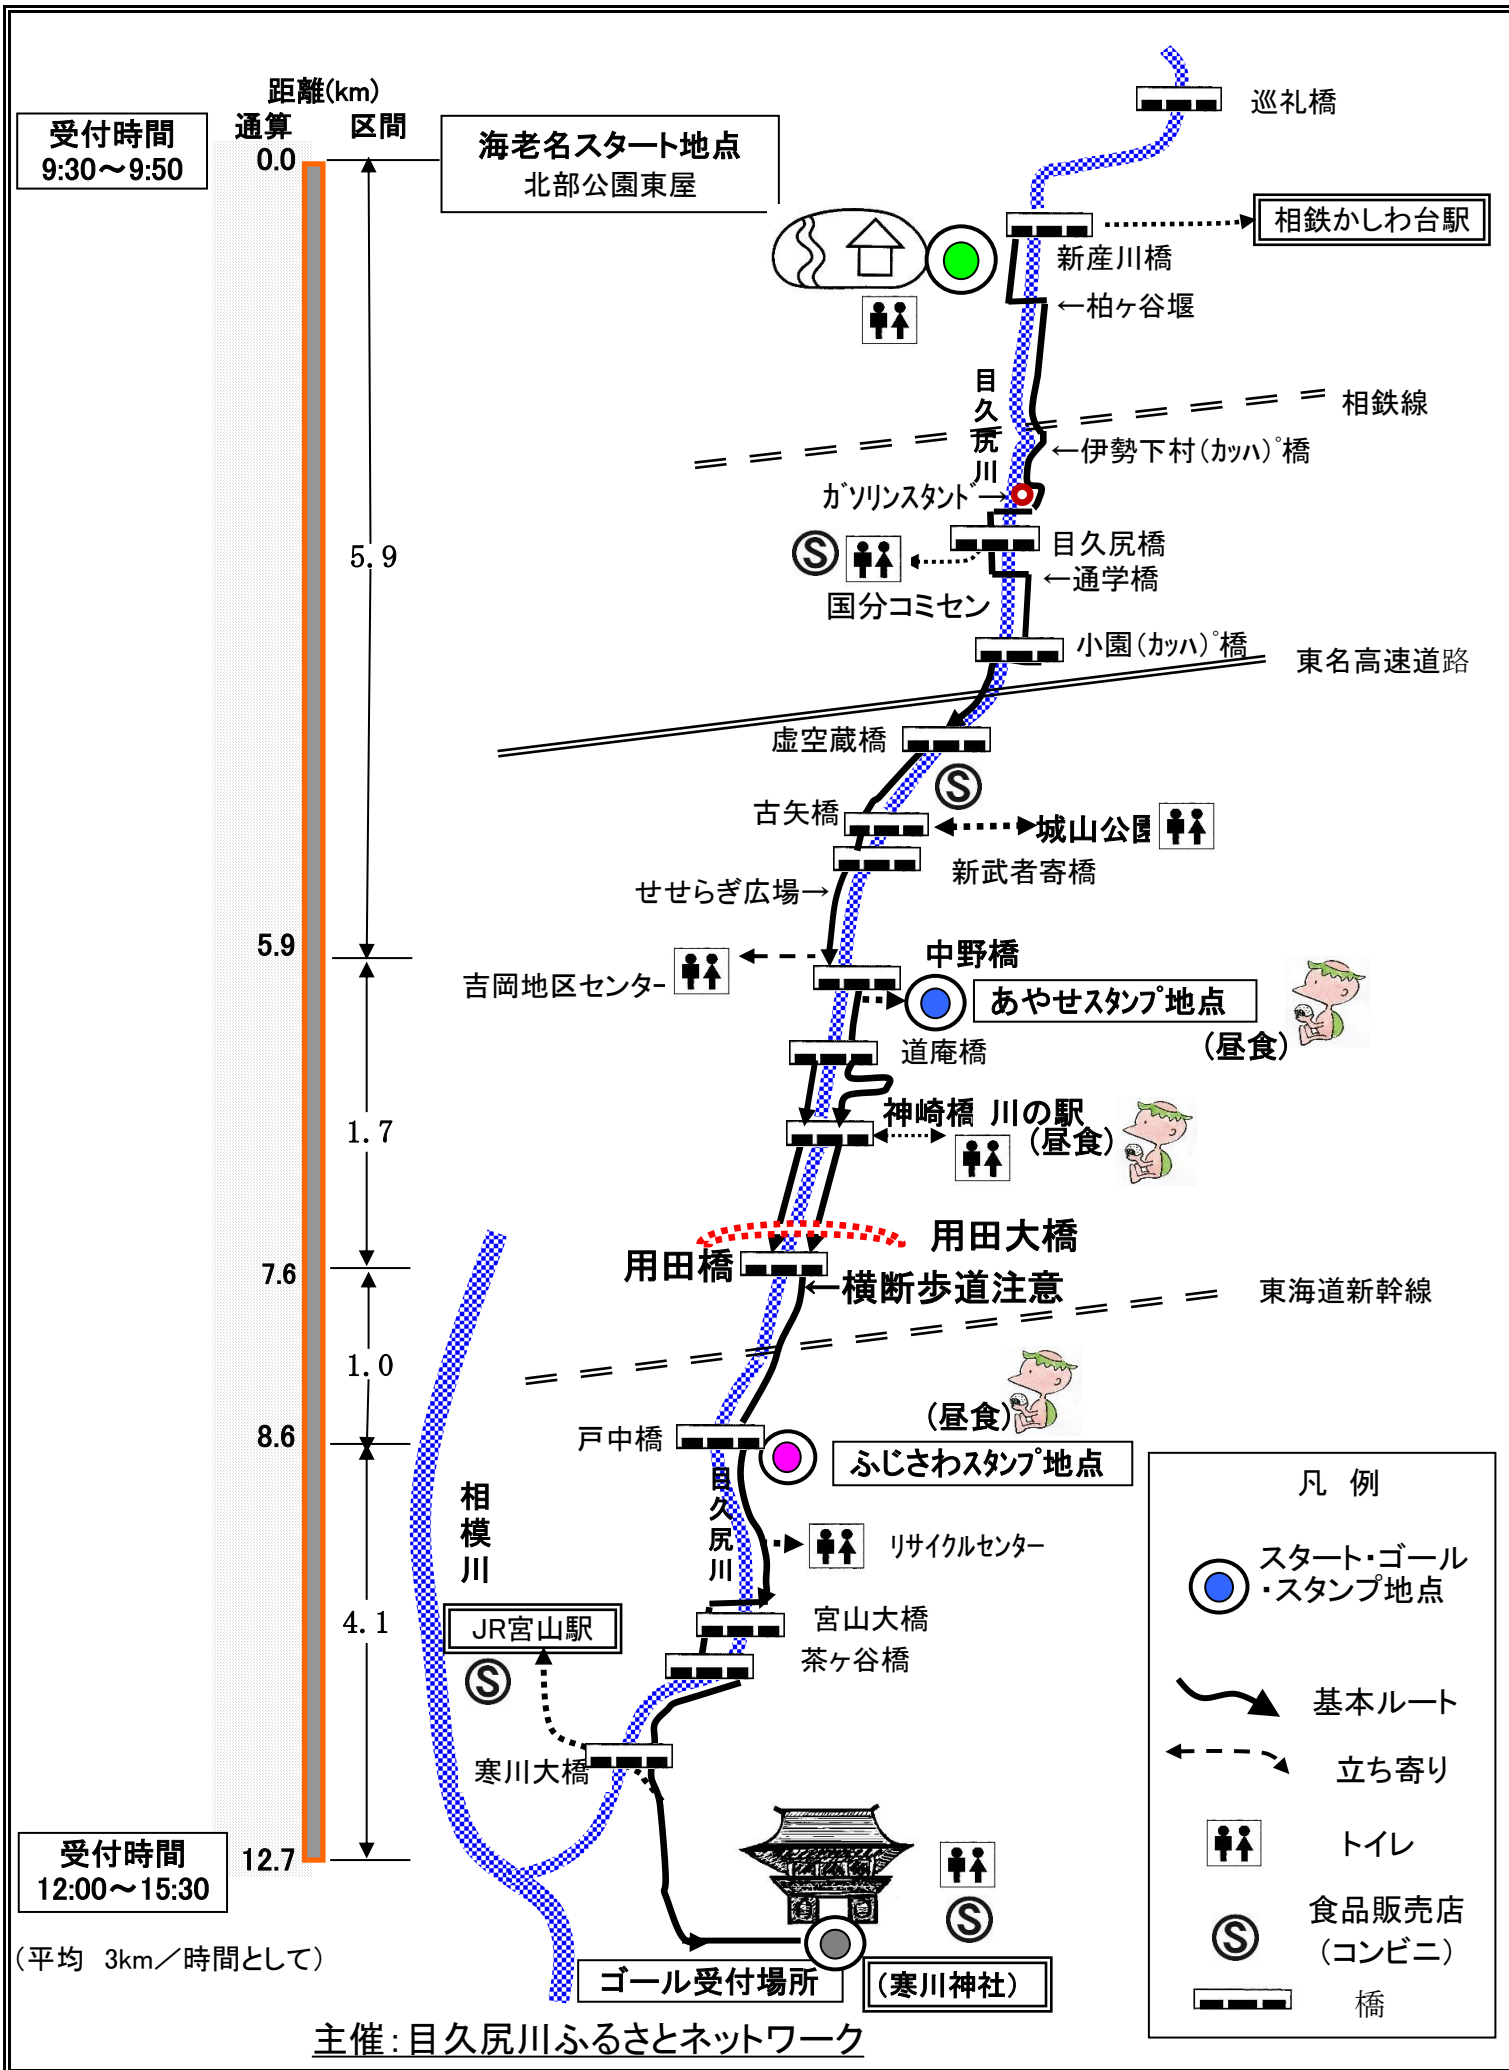 距離(km)
通算 区間
受付時間
9:30～9:50
0.0
海老名スタート地点
北部公園東屋
巡礼橋
相鉄かしわ台駅
新産川橋
←柏ヶ谷堰
目久尻川
相鉄線
←伊勢下村(カッパ)橋
ガソリンスタンド→
目久尻橋
Ⓢ
←通学橋
国分コミセン
5.9
小園(カッパ)橋
東名高速道路
虚空蔵橋
Ⓢ
古矢橋
城山公園
新武者寄橋
せせらぎ広場→
5.9
中野橋
吉岡地区センター
あやせスタンプ地点
(昼食)
道庵橋
1.7
神崎橋 川の駅
(昼食)
用田大橋
用田橋
7.6
←横断歩道注意
東海道新幹線
1.0
(昼食)
8.6
戸中橋
ふじさわスタンプ地点
相模川
目久尻川
リサイクルセンター
4.1
宮山大橋
JR宮山駅
茶ヶ谷橋
Ⓢ
寒川大橋
受付時間
12:00～15:30
12.7
Ⓢ
(平均 3km／時間として)
ゴール受付場所
(寒川神社)
主催：目久尻川ふるさとネットワーク
凡 例
スタート・ゴール
・スタンプ地点
基本ルート
立ち寄り
トイレ
Ⓢ
食品販売店
(コンビニ)
橋